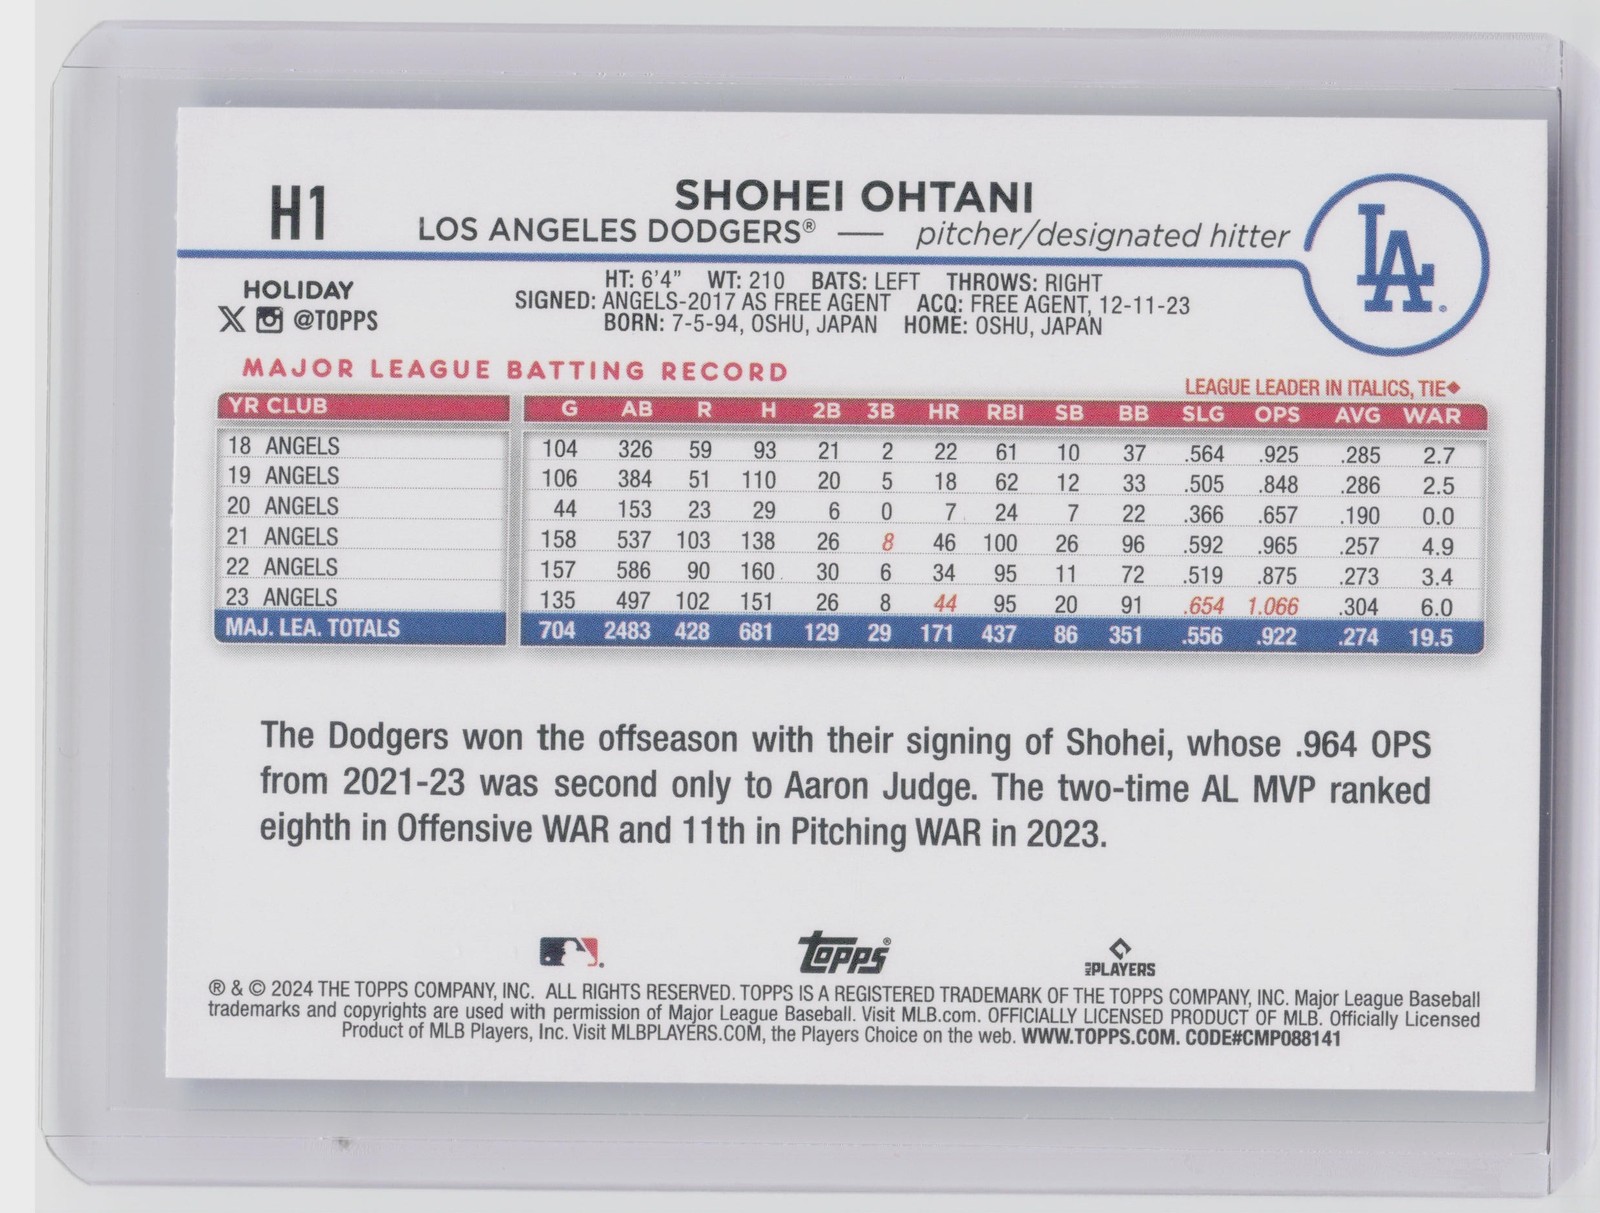 H1
SHOHEI OHTANI
LOS ANGELES DODGERS® — pitcher/designated hitter
LA
HOLIDAY
X @TOPPS
HT: 6'4" WT: 210 BATS: LEFT THROWS: RIGHT
SIGNED: ANGELS-2017 AS FREE AGENT ACQ: FREE AGENT, 12-11-23
BORN: 7-5-94, OSHU, JAPAN HOME: OSHU, JAPAN
MAJOR LEAGUE BATTING RECORD
LEAGUE LEADER IN ITALICS, TIE◆
YR CLUB G AB R H 2B 3B HR RBI SB BB SLG OPS AVG WAR
18 ANGELS 104 326 59 93 21 2 22 61 10 37 .564 .925 .285 2.7
19 ANGELS 106 384 51 110 20 5 18 62 12 33 .505 .848 .286 2.5
20 ANGELS 44 153 23 29 6 0 7 24 7 22 .366 .657 .190 0.0
21 ANGELS 158 537 103 138 26 8 46 100 26 96 .592 .965 .257 4.9
22 ANGELS 157 586 90 160 30 6 34 95 11 72 .519 .875 .273 3.4
23 ANGELS 135 497 102 151 26 8 44 95 20 91 .654 1.066 .304 6.0
MAJ. LEA. TOTALS 704 2483 428 681 129 29 171 437 86 351 .556 .922 .274 19.5
The Dodgers won the offseason with their signing of Shohei, whose .964 OPS
from 2021-23 was second only to Aaron Judge. The two-time AL MVP ranked
eighth in Offensive WAR and 11th in Pitching WAR in 2023.
Topps®
MLB PLAYERS
® & © 2024 THE TOPPS COMPANY, INC. ALL RIGHTS RESERVED. TOPPS IS A REGISTERED TRADEMARK OF THE TOPPS COMPANY, INC. Major League Baseball
trademarks and copyrights are used with permission of Major League Baseball. Visit MLB.com. OFFICIALLY LICENSED PRODUCT OF MLB. Officially Licensed
Product of MLB Players, Inc. Visit MLBPLAYERS.COM, the Players Choice on the web. WWW.TOPPS.COM. CODE#CMP088141